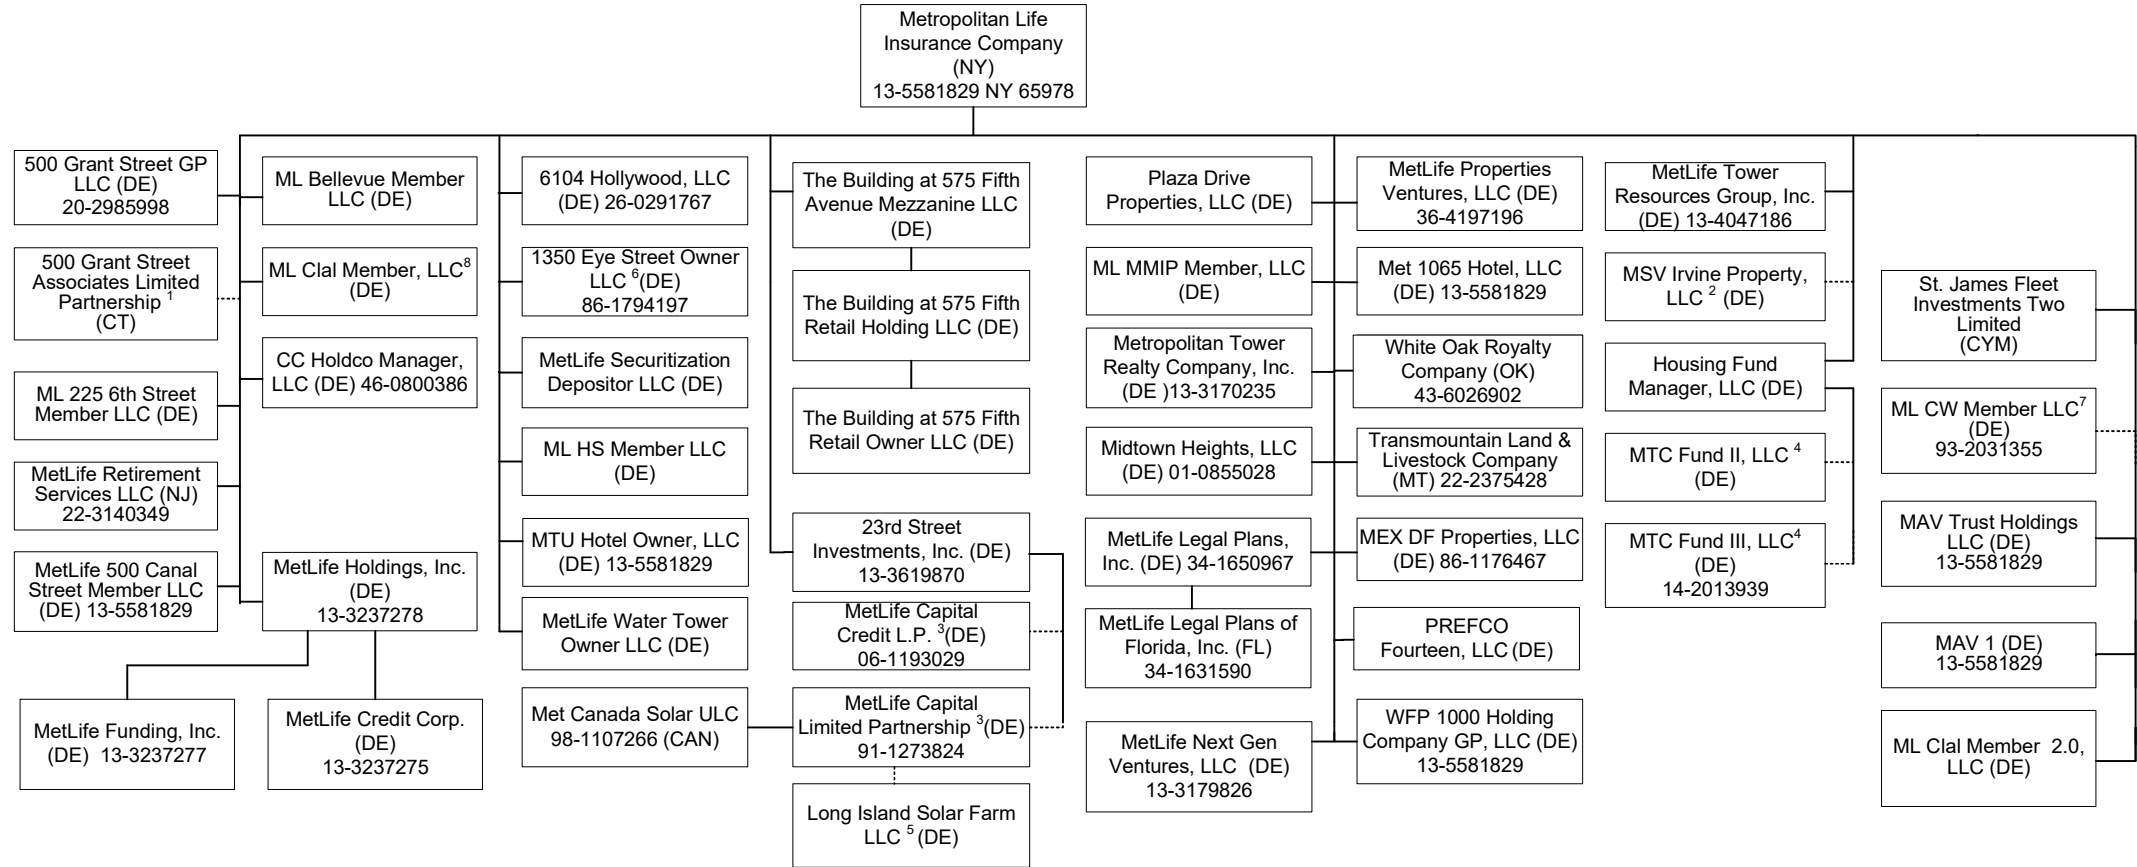 Metropolitan Life
Insurance Company
(NY)
13-5581829 NY 65978
500 Grant Street GP
LLC (DE)
20-2985998
500 Grant Street
Associates Limited
Partnership 1
(CT)
ML 225 6th Street
Member LLC (DE)
MetLife Retirement
Services LLC (NJ)
22-3140349
MetLife 500 Canal
Street Member LLC
(DE) 13-5581829
ML Bellevue Member
LLC (DE)
ML Clal Member, LLC8
(DE)
CC Holdco Manager,
LLC (DE) 46-0800386
MetLife Holdings, Inc.
(DE)
13-3237278
MetLife Funding, Inc.
(DE) 13-3237277
MetLife Credit Corp.
(DE)
13-3237275
6104 Hollywood, LLC
(DE) 26-0291767
1350 Eye Street Owner
LLC 6(DE)
86-1794197
MetLife Securitization
Depositor LLC (DE)
ML HS Member LLC
(DE)
MTU Hotel Owner, LLC
(DE) 13-5581829
MetLife Water Tower
Owner LLC (DE)
Met Canada Solar ULC
98-1107266 (CAN)
The Building at 575 Fifth
Avenue Mezzanine LLC
(DE)
The Building at 575 Fifth
Retail Holding LLC (DE)
The Building at 575 Fifth
Retail Owner LLC (DE)
23rd Street
Investments, Inc. (DE)
13-3619870
MetLife Capital
Credit L.P. 3(DE)
06-1193029
MetLife Capital
Limited Partnership 3(DE)
91-1273824
Long Island Solar Farm
LLC 5 (DE)
Plaza Drive
Properties, LLC (DE)
ML MMIP Member, LLC
(DE)
Metropolitan Tower
Realty Company, Inc.
(DE )13-3170235
Midtown Heights, LLC
(DE) 01-0855028
MetLife Legal Plans,
Inc. (DE) 34-1650967
MetLife Legal Plans of
Florida, Inc. (FL)
34-1631590
MetLife Next Gen
Ventures, LLC (DE)
13-3179826
MetLife Properties
Ventures, LLC (DE)
36-4197196
Met 1065 Hotel, LLC
(DE) 13-5581829
White Oak Royalty
Company (OK)
43-6026902
Transmountain Land &
Livestock Company
(MT) 22-2375428
MEX DF Properties, LLC
(DE) 86-1176467
PREFCO
Fourteen, LLC (DE)
WFP 1000 Holding
Company GP, LLC (DE)
13-5581829
MetLife Tower
Resources Group, Inc.
(DE) 13-4047186
MSV Irvine Property,
LLC 2 (DE)
Housing Fund
Manager, LLC (DE)
MTC Fund II, LLC 4
(DE)
MTC Fund III, LLC4
(DE)
14-2013939
St. James Fleet
Investments Two
Limited
(CYM)
ML CW Member LLC7
(DE)
93-2031355
MAV Trust Holdings
LLC (DE)
13-5581829
MAV 1 (DE)
13-5581829
ML Clal Member 2.0,
LLC (DE)